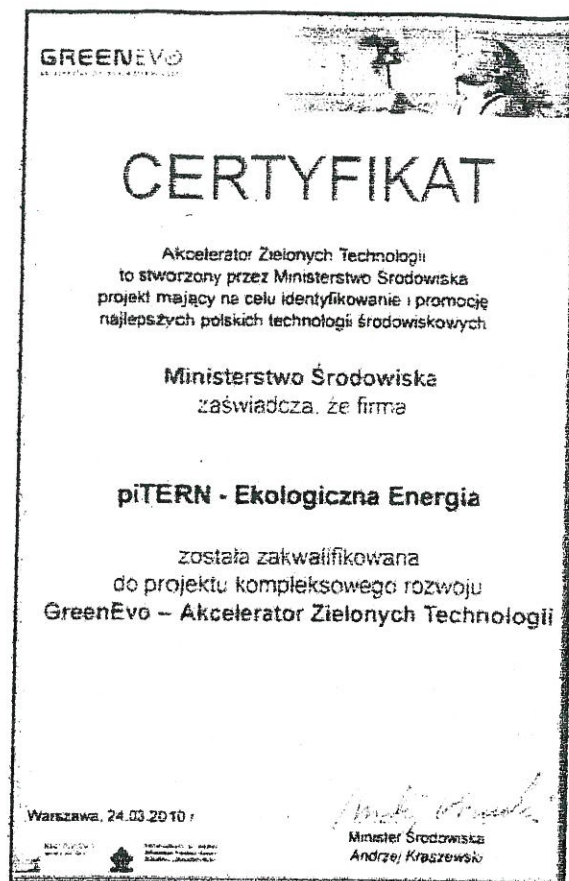 GREENEVO
CERTYFIKAT
Akcelerator Zielonych Technologii
to stworzony przez Ministerstwo Środowiska
projekt mający na celu identyfikowanie i promocję
najlepszych polskich technologii środowiskowych
Ministerstwo Środowiska
zaświadcza, że firma
piTERN - Ekologiczna Energia
została zakwalifikowana
do projektu kompleksowego rozwoju
GreenEvo – Akcelerator Zielonych Technologii
Warszawa, 24.03.2010 r
Minister Środowiska
Andrzej Kraszewski